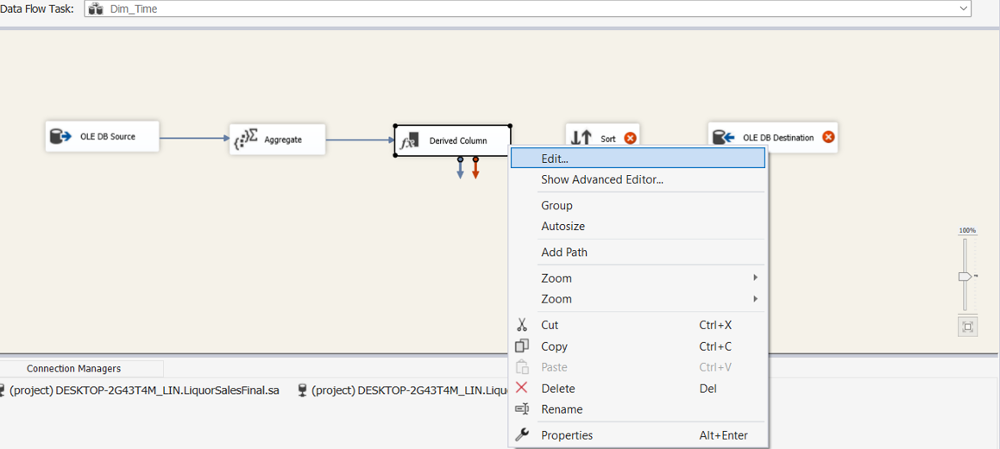 Data Flow Task: Dim_Time
OLE DB Source
Aggregate
Derived Column
Sort
OLE DB Destination
Edit...
Show Advanced Editor...
Group
Autosize
Add Path
Zoom
Zoom
Cut Ctrl+X
Copy Ctrl+C
Paste Ctrl+V
Delete Del
Rename
Properties Alt+Enter
100%
Connection Managers
(project) DESKTOP-2G43T4M_LIN.LiquorSalesFinal.sa (project) DESKTOP-2G43T4M_LIN.Liquo